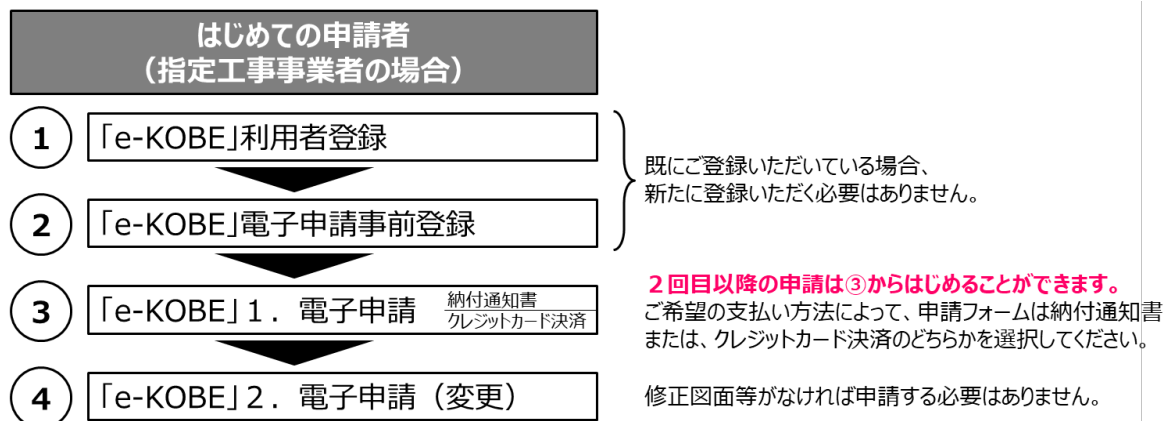 はじめての申請者
（指定工事事業者の場合）
1
「e-KOBE」利用者登録
2
「e-KOBE」電子申請事前登録
既にご登録いただいている場合、
新たに登録いただく必要はありません。
3
「e-KOBE」１．電子申請
納付通知書
クレジットカード決済
２回目以降の申請は③からはじめることができます。
ご希望の支払い方法によって、申請フォームは納付通知書
または、クレジットカード決済のどちらかを選択してください。
4
「e-KOBE」２．電子申請（変更）
修正図面等がなければ申請する必要はありません。